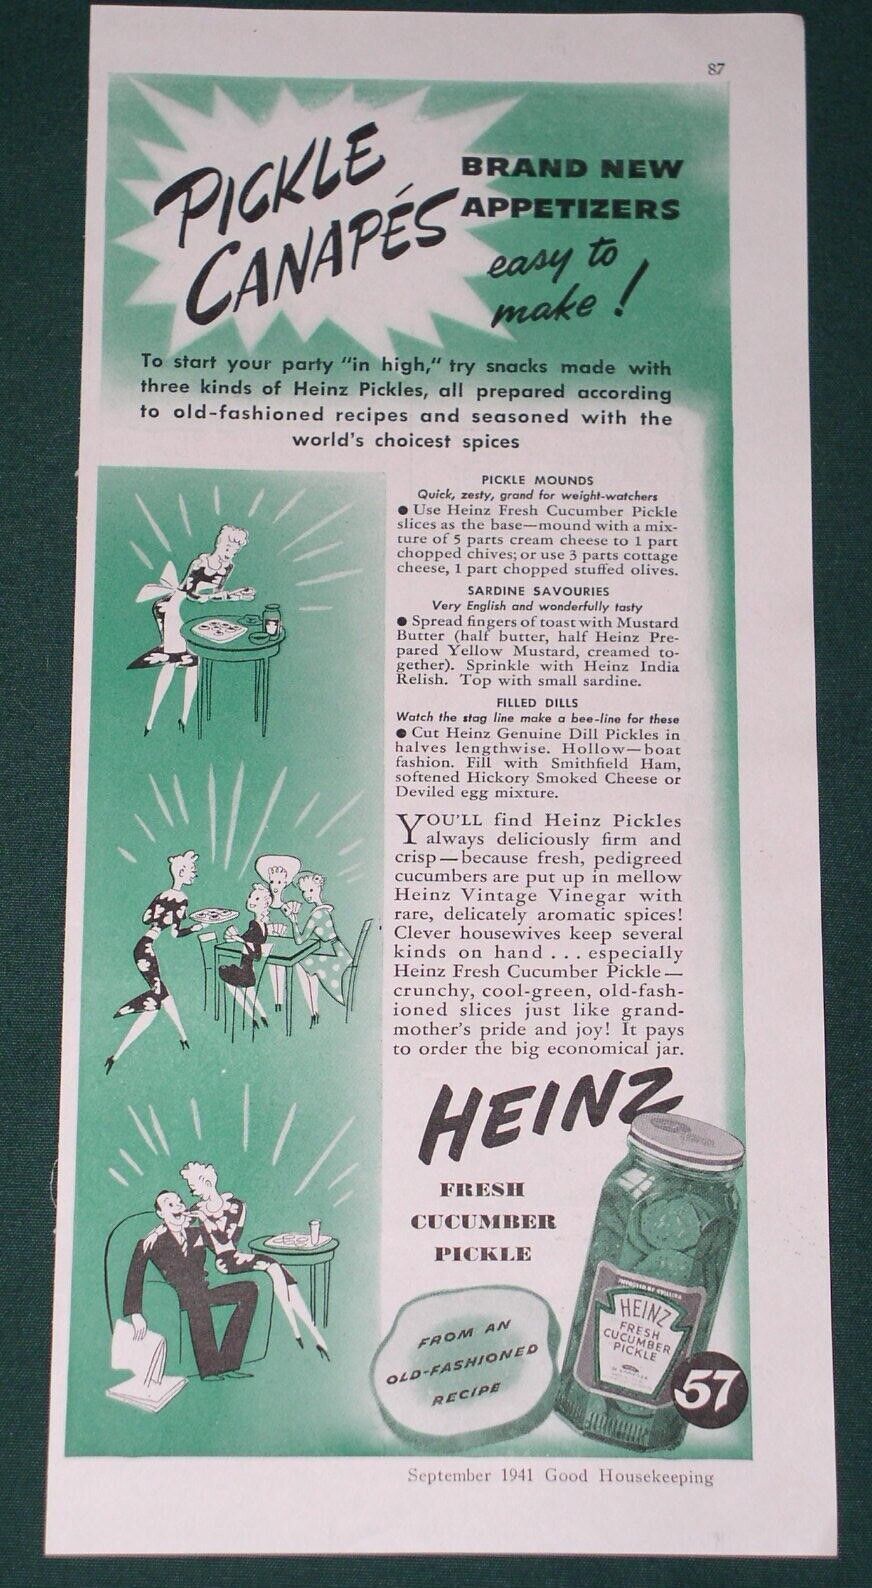 87
PICKLE
CANAPÉS
BRAND NEW
APPETIZERS
easy to
make!
To start your party "in high," try snacks made with
three kinds of Heinz Pickles, all prepared according
to old-fashioned recipes and seasoned with the
world's choicest spices
PICKLE MOUNDS
Quick, zesty, grand for weight-watchers
● Use Heinz Fresh Cucumber Pickle
slices as the base—mound with a mix-
ture of 5 parts cream cheese to 1 part
chopped chives; or use 3 parts cottage
cheese, 1 part chopped stuffed olives.
SARDINE SAVOURIES
Very English and wonderfully tasty
● Spread fingers of toast with Mustard
Butter (half butter, half Heinz Pre-
pared Yellow Mustard, creamed to-
gether). Sprinkle with Heinz India
Relish. Top with small sardine.
FILLED DILLS
Watch the stag line make a bee-line for these
● Cut Heinz Genuine Dill Pickles in
halves lengthwise. Hollow—boat
fashion. Fill with Smithfield Ham,
softened Hickory Smoked Cheese or
Deviled egg mixture.
YOU'LL find Heinz Pickles
always deliciously firm and
crisp—because fresh, pedigreed
cucumbers are put up in mellow
Heinz Vintage Vinegar with
rare, delicately aromatic spices!
Clever housewives keep several
kinds on hand . . . especially
Heinz Fresh Cucumber Pickle—
crunchy, cool-green, old-fash-
ioned slices just like grand-
mother's pride and joy! It pays
to order the big economical jar.
HEINZ
FRESH
CUCUMBER
PICKLE
FROM AN
OLD-FASHIONED
RECIPE
HEINZ
FRESH
CUCUMBER
PICKLE
57
September 1941 Good Housekeeping